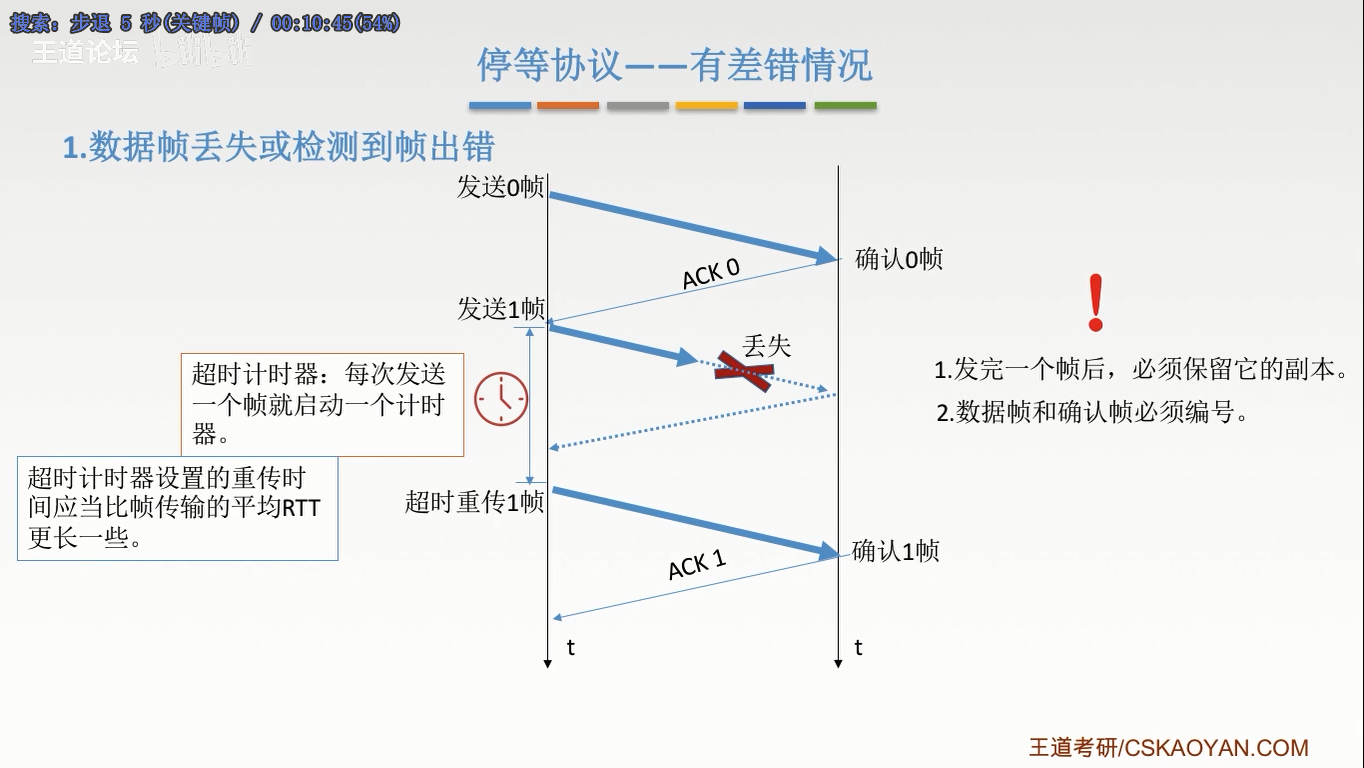 搜索: 步退 5 秒(关键帧) / 00:10:45(54%)
王道论坛 bilibili
停等协议——有差错情况
1.数据帧丢失或检测到帧出错
发送0帧
确认0帧
ACK 0
发送1帧
丢失
超时计时器：每次发送
一个帧就启动一个计时
器。
1.发完一个帧后，必须保留它的副本。
2.数据帧和确认帧必须编号。
超时计时器设置的重传时
间应当比帧传输的平均RTT
更长一些。
超时重传1帧
确认1帧
ACK 1
t
t
王道考研/CSKAOYAN.COM